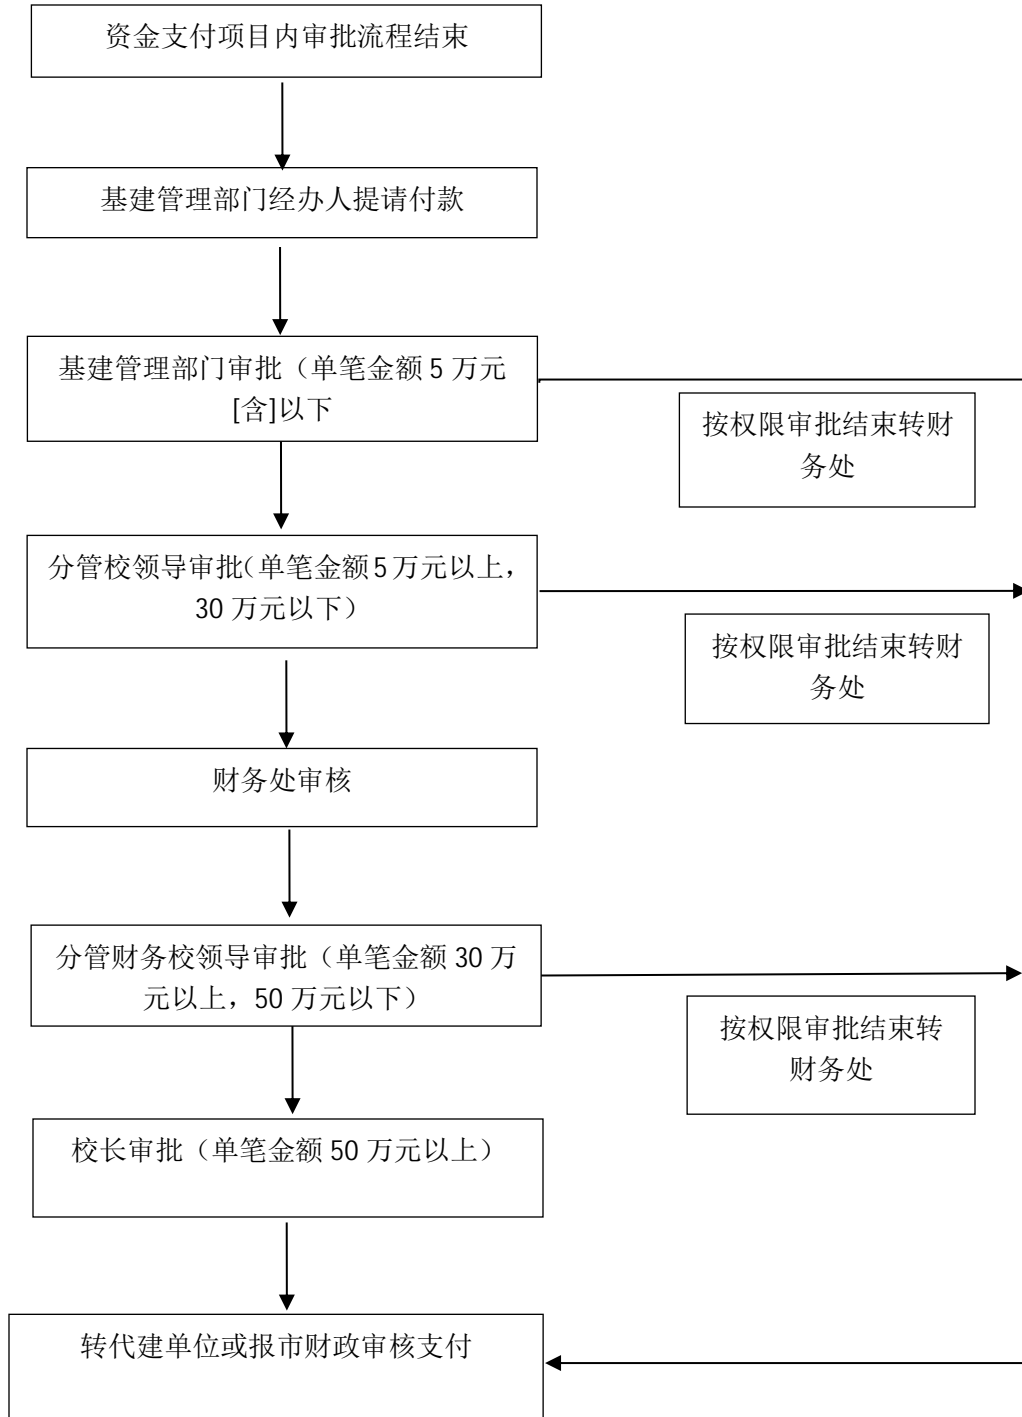 资金支付项目内审批流程结束
基建管理部门经办人提请付款
基建管理部门审批（单笔金额 5 万元
[含]以下
按权限审批结束转财
务处
分管校领导审批（单笔金额 5 万元以上，
30 万元以下）
按权限审批结束转财
务处
财务处审核
分管财务校领导审批（单笔金额 30 万
元以上，50 万元以下）
按权限审批结束转
财务处
校长审批（单笔金额 50 万元以上）
转代建单位或报市财政审核支付